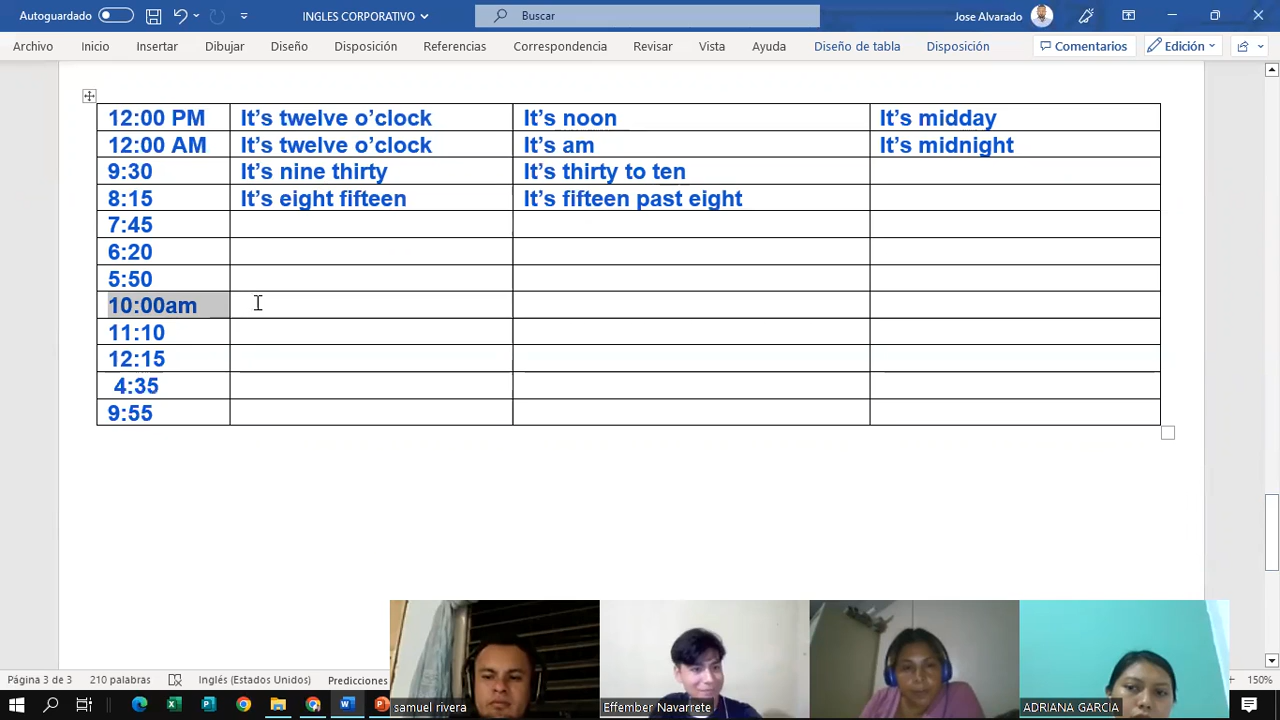 Autoguardado INGLES CORPORATIVO Buscar Jose Alvarado
Archivo Inicio Insertar Dibujar Diseño Disposición Referencias Correspondencia Revisar Vista Ayuda Diseño de tabla Disposición Comentarios Edición
12:00 PM It's twelve o'clock It's noon It's midday
12:00 AM It's twelve o'clock It's am It's midnight
9:30 It's nine thirty It's thirty to ten
8:15 It's eight fifteen It's fifteen past eight
7:45
6:20
5:50
10:00am
11:10
12:15
4:35
9:55
Página 3 de 3 210 palabras Inglés (Estados Unidos) Predicciones 150%
samuel rivera Effember Navarrete ADRIANA GARCIA